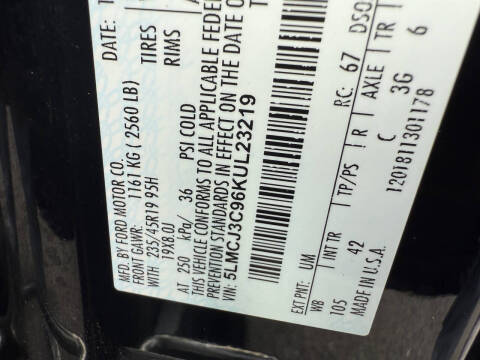 MFD. BY FORD MOTOR CO.
DATE:
FRONT GAWR: 1161 KG ( 2560 LB)
WITH 235/45R19 95H TIRES
19X8.0J RIMS
AT 250 kPa/ 36 PSI COLD
THIS VEHICLE CONFORMS TO ALL APPLICABLE FEDE
PREVENTION STANDARDS IN EFFECT ON THE DATE O
VIN: 5LMCJ3C96KUL23219
EXT PNT: UM RC: 67 DSO
WB INT TR TP/PS R AXLE
105 42 I C 3G 6
MADE IN U.S.A. 12018113011 78